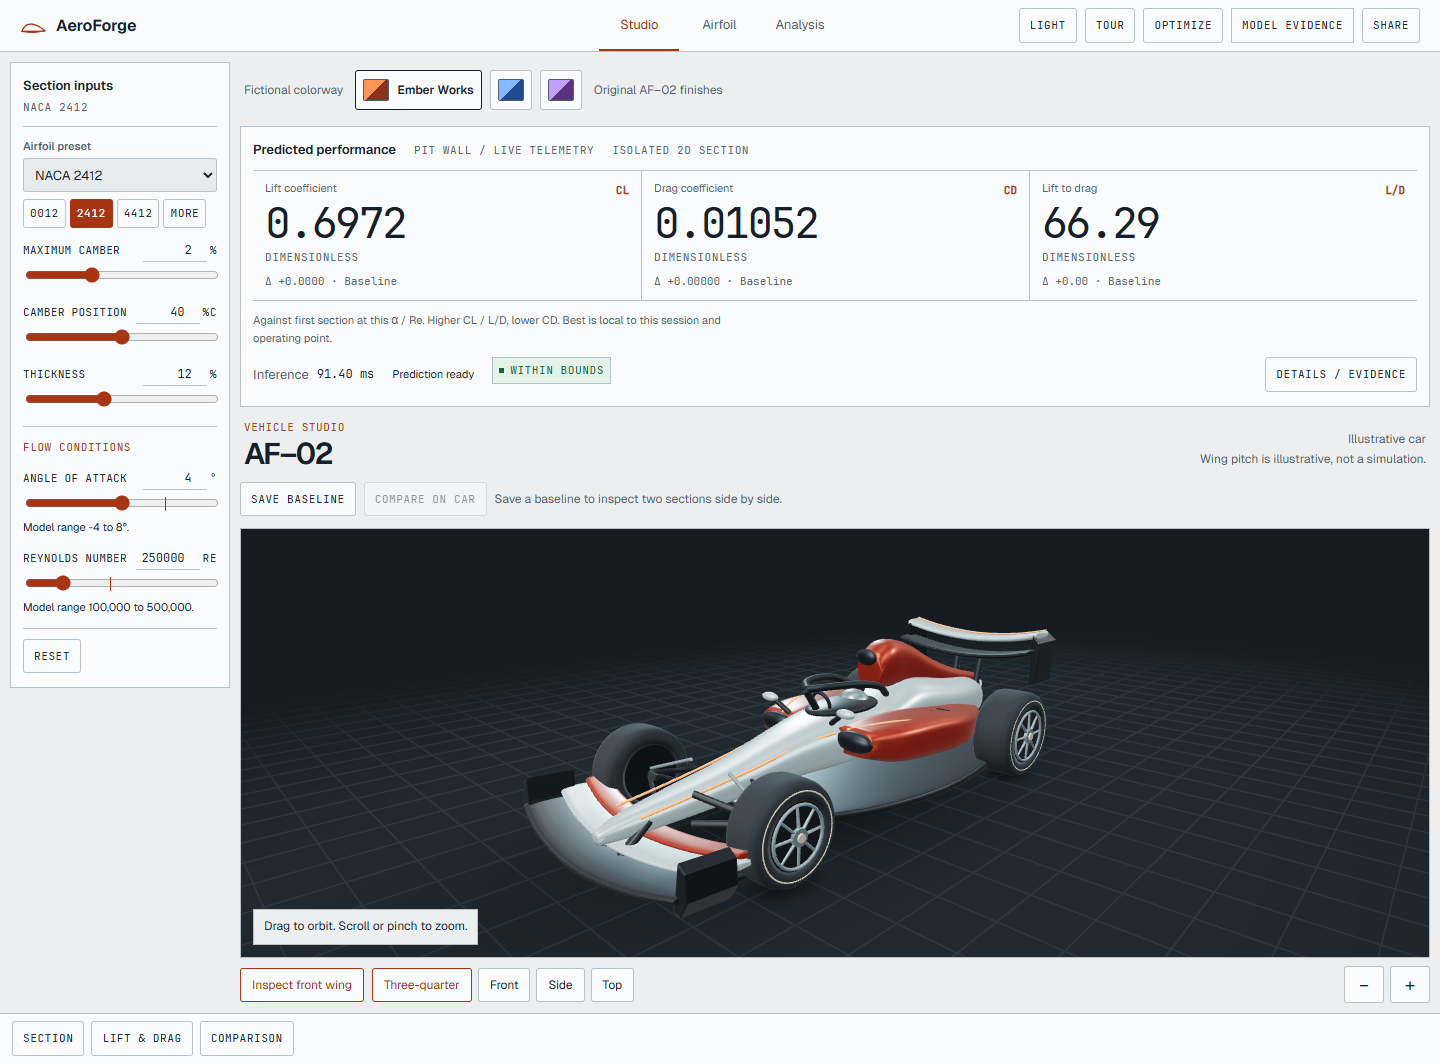 AeroForge
Studio
Airfoil
Analysis
LIGHT
TOUR
OPTIMIZE
MODEL EVIDENCE
SHARE
Section inputs
NACA 2412
Airfoil preset
NACA 2412
0012
2412
4412
MORE
MAXIMUM CAMBER 2 %
CAMBER POSITION 40 %C
THICKNESS 12 %
FLOW CONDITIONS
ANGLE OF ATTACK 4 °
Model range -4 to 8°.
REYNOLDS NUMBER 250000 RE
Model range 100,000 to 500,000.
RESET
Fictional colorway
Ember Works
Original AF–02 finishes
Predicted performance PIT WALL / LIVE TELEMETRY ISOLATED 2D SECTION
Lift coefficient CL
0.6972
DIMENSIONLESS
Δ +0.0000 · Baseline
Drag coefficient CD
0.01052
DIMENSIONLESS
Δ +0.00000 · Baseline
Lift to drag L/D
66.29
DIMENSIONLESS
Δ +0.00 · Baseline
Against first section at this α / Re. Higher CL / L/D, lower CD. Best is local to this session and
operating point.
Inference 91.40 ms Prediction ready WITHIN BOUNDS
DETAILS / EVIDENCE
VEHICLE STUDIO
AF–02
Illustrative car
Wing pitch is illustrative, not a simulation.
SAVE BASELINE
COMPARE ON CAR
Save a baseline to inspect two sections side by side.
Drag to orbit. Scroll or pinch to zoom.
Inspect front wing
Three-quarter
Front
Side
Top
−
+
SECTION
LIFT & DRAG
COMPARISON